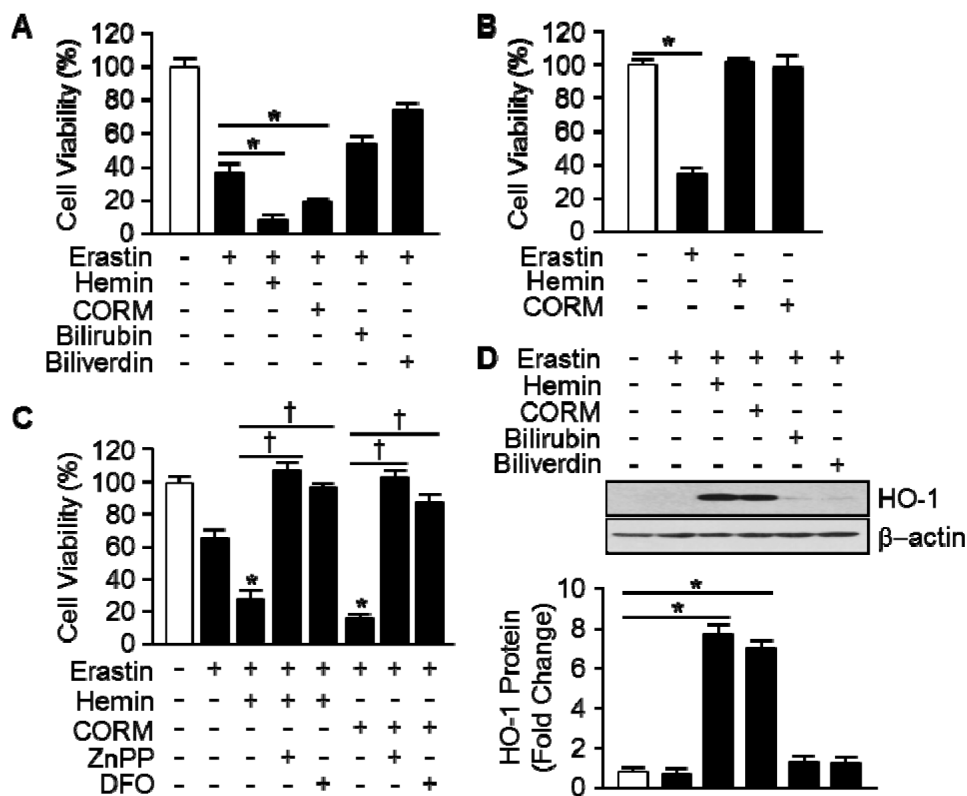 A
Cell Viability (%)
120
100
80
60
40
20
0
*
*
Erastin - + + + + +
Hemin - - + - - -
CORM - - - + - -
Bilirubin - - - - + -
Biliverdin - - - - - +
B
Cell Viability (%)
120
100
80
60
40
20
0
*
Erastin - + - -
Hemin - - + -
CORM - - - +
C
Cell Viability (%)
120
100
80
60
40
20
0
†
†
†
†
*
*
Erastin - + + + + + + +
Hemin - - + + + - - -
CORM - - - - - + + +
ZnPP - - - + - - + -
DFO - - - - + - - +
D
Erastin - + + + + +
Hemin - - + - - -
CORM - - - + - -
Bilirubin - - - - + -
Biliverdin - - - - - +
HO-1
β–actin
HO-1 Protein
(Fold Change)
10
8
6
4
2
0
*
*